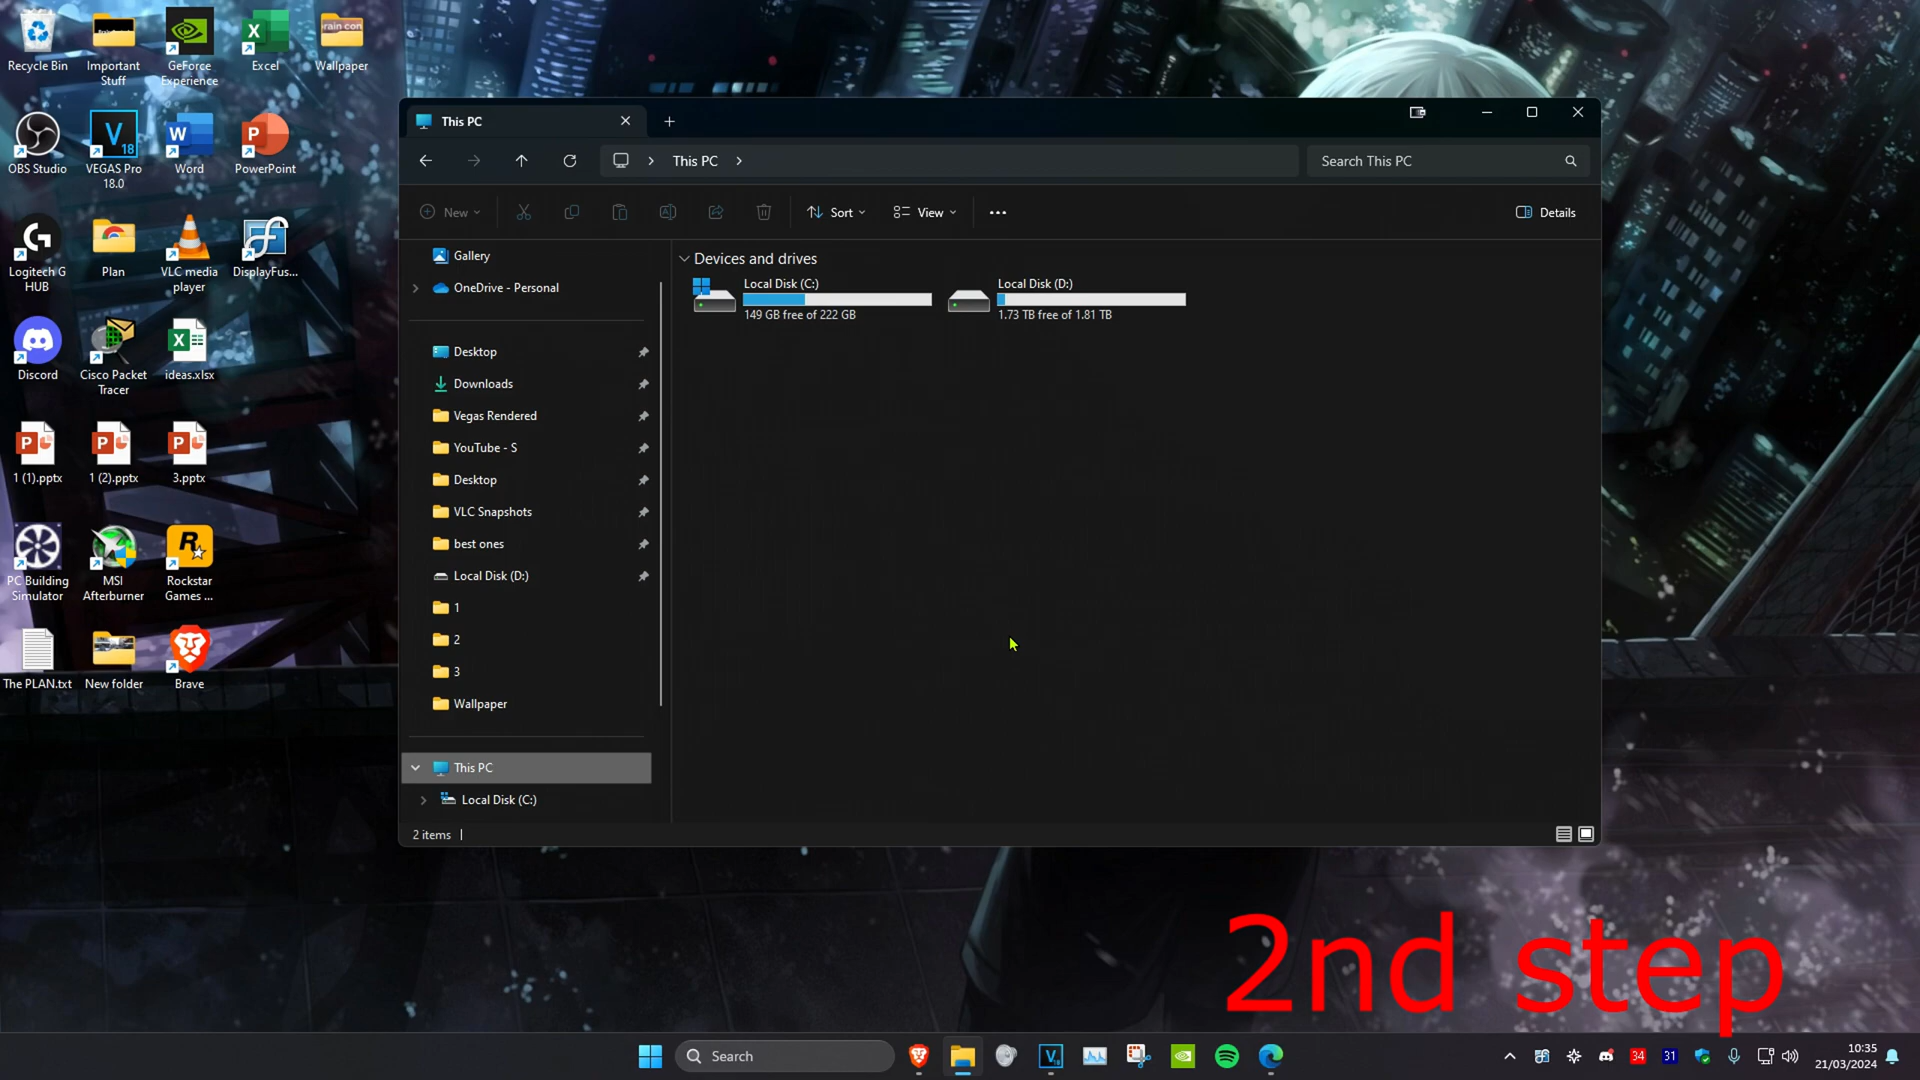 Recycle Bin
Important
Stuff
GeForce
Experience
Excel
rain con
Wallpaper
OBS Studio
V
18
VEGAS Pro
18.0
W
Word
P
PowerPoint
Logitech G
HUB
Plan
VLC media
player
DisplayFus...
Discord
Cisco Packet
Tracer
ideas.xlsx
1 (1).pptx
1 (2).pptx
3.pptx
PC Building
Simulator
MSI
Afterburner
Rockstar
Games ...
The PLAN.txt
New folder
Brave
This PC
This PC
Search This PC
New
Sort
View
Details
Gallery
OneDrive - Personal
Desktop
Downloads
Vegas Rendered
YouTube - S
Desktop
VLC Snapshots
best ones
Local Disk (D:)
1
2
3
Wallpaper
This PC
Local Disk (C:)
Devices and drives
Local Disk (C:)
149 GB free of 222 GB
Local Disk (D:)
1.73 TB free of 1.81 TB
2 items
2nd step
Search
34
31
10:35
21/03/2024